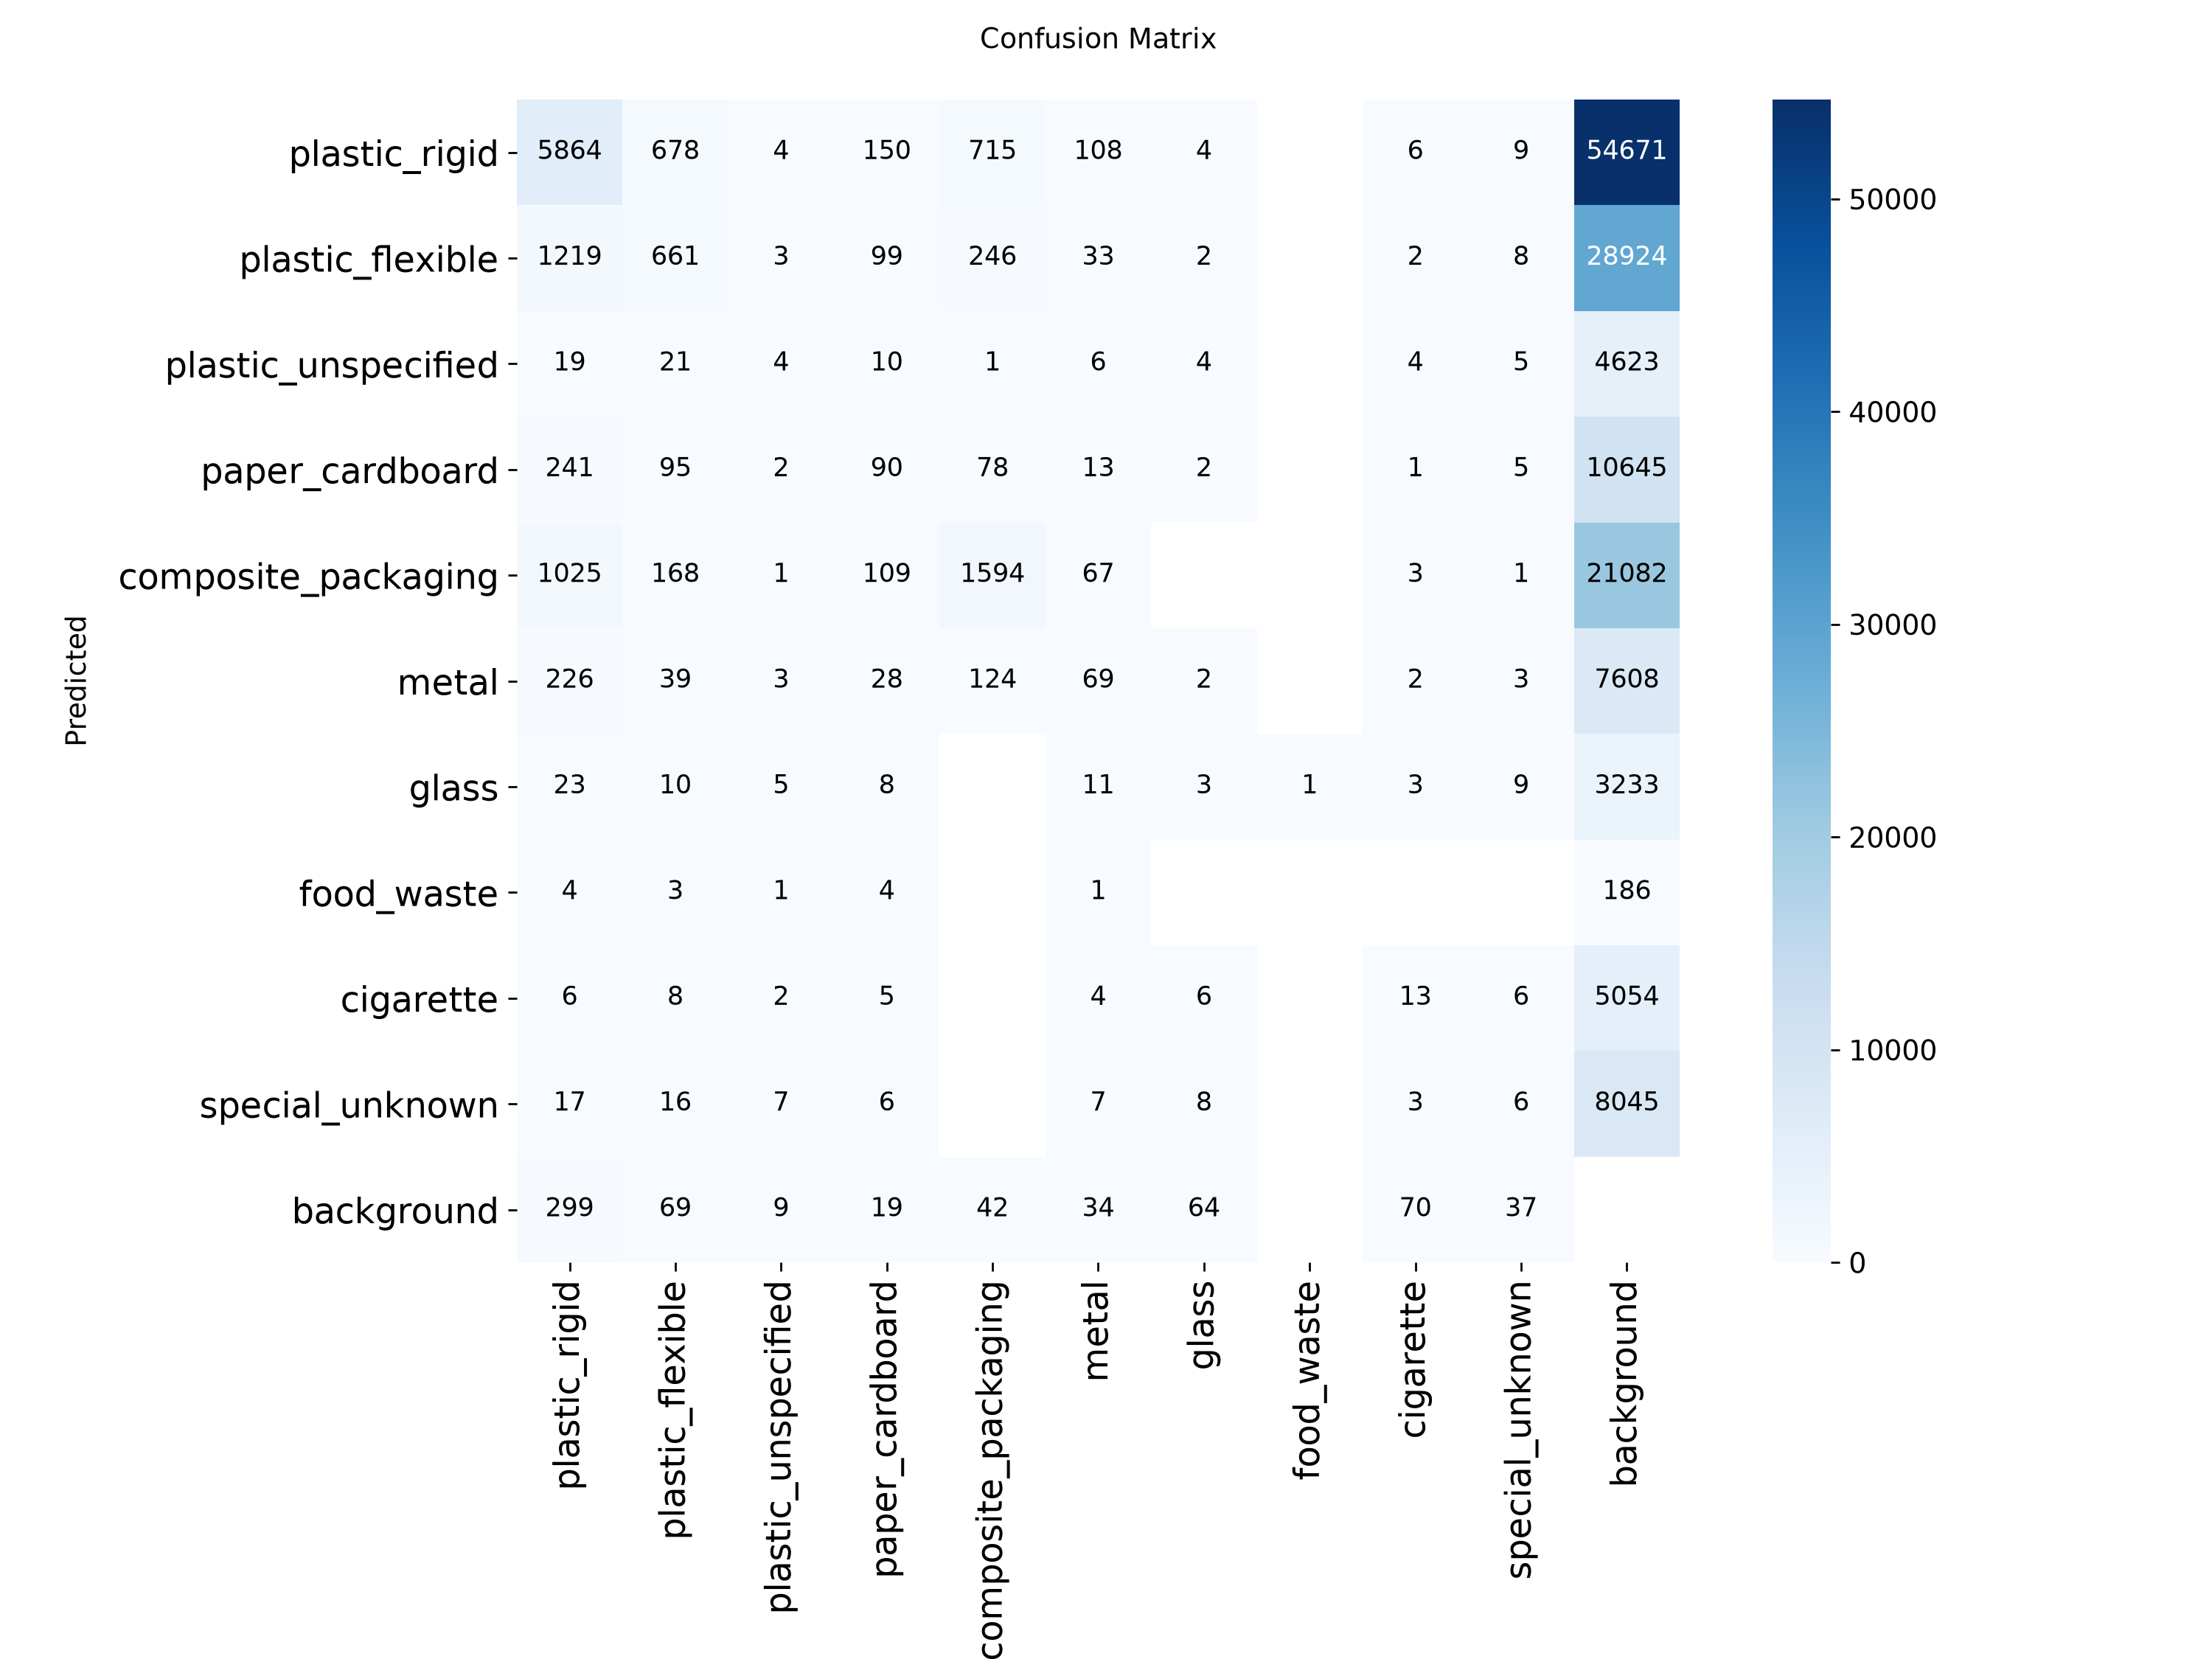 Confusion Matrix
plastic_rigid 5864 678 4 150 715 108 4 6 9 54671
plastic_flexible 1219 661 3 99 246 33 2 2 8 28924
plastic_unspecified 19 21 4 10 1 6 4 4 5 4623
paper_cardboard 241 95 2 90 78 13 2 1 5 10645
composite_packaging 1025 168 1 109 1594 67 3 1 21082
metal 226 39 3 28 124 69 2 2 3 7608
glass 23 10 5 8 11 3 1 3 9 3233
food_waste 4 3 1 4 1 186
cigarette 6 8 2 5 4 6 13 6 5054
special_unknown 17 16 7 6 7 8 3 6 8045
background 299 69 9 19 42 34 64 70 37
Predicted
plastic_rigid
plastic_flexible
plastic_unspecified
paper_cardboard
composite_packaging
metal
glass
food_waste
cigarette
special_unknown
background
50000
40000
30000
20000
10000
0